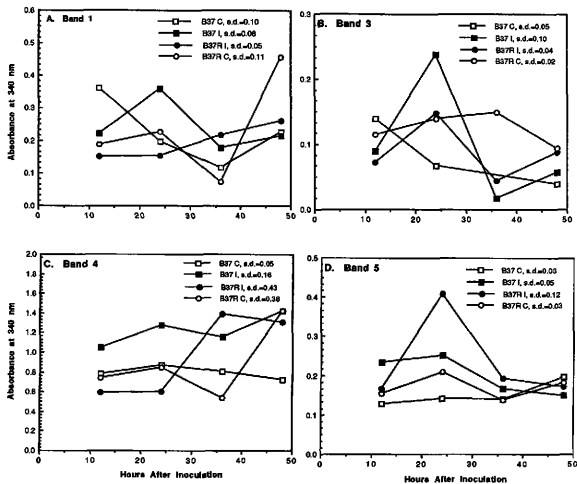 A. Band 1
B37 C, s.d.=0.10
B37 I, s.d.=0.08
B37R I, s.d.=0.05
B37R C, s.d.=0.11
Absorbance at 340 nm
0.6
0.5
0.4
0.3
0.2
0.1
0.0
0
10
20
30
40
50
B. Band 3
B37 C, s.d.=0.05
B37 I, s.d.=0.10
B37R I, s.d.=0.04
B37R C, s.d.=0.02
0.3
0.2
0.1
0.0
0
10
20
30
40
50
C. Band 4
B37 C, s.d.=0.05
B37 I, s.d.=0.16
B37R I, s.d.=0.43
B37R C, s.d.=0.38
Absorbance at 340 nm
2.0
1.8
1.6
1.4
1.2
1.0
0.8
0.6
0.4
0.2
0.0
0
10
20
30
40
50
Hours After Inoculation
D. Band 5
B37 C, s.d.=0.03
B37 I, s.d.=0.05
B37R I, s.d.=0.12
B37R C, s.d.=0.03
0.5
0.4
0.3
0.2
0.1
0.0
0
10
20
30
40
50
Hours After Inoculation